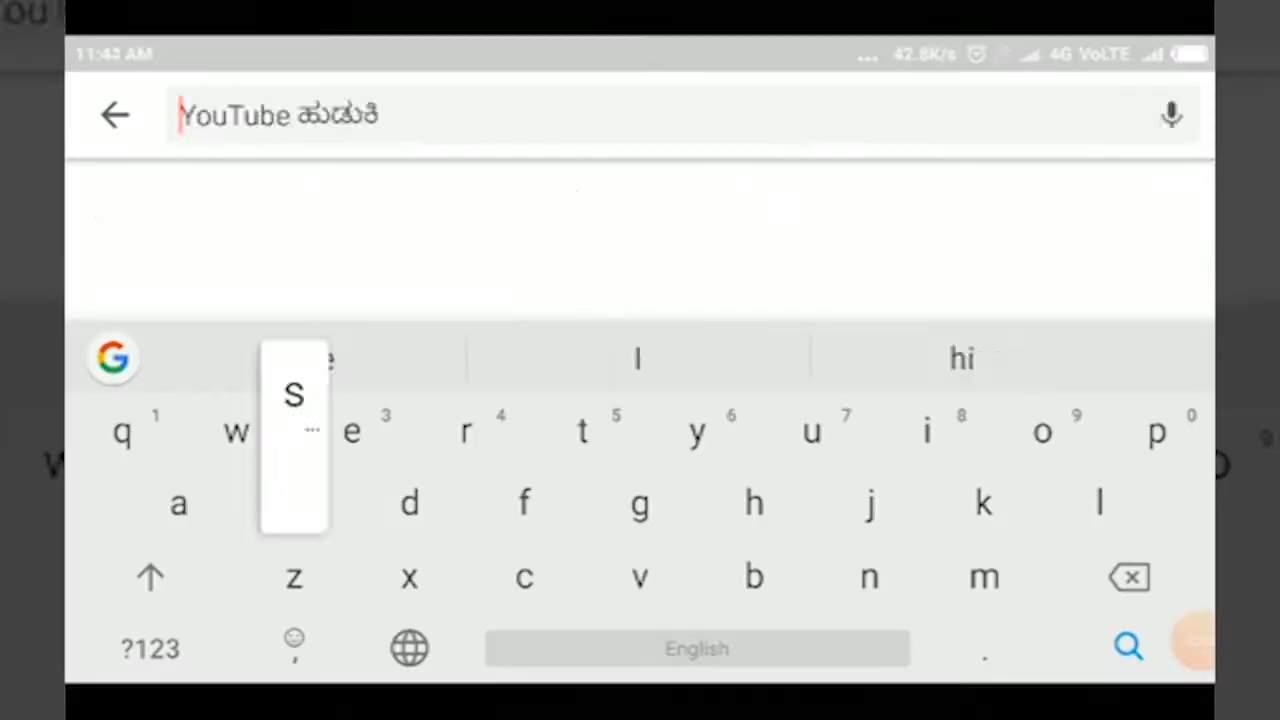 11:43 AM ... 42.8K/s 4G VoLTE
YouTube ಹುಡುಕಿ
I hi
q 1 w e 3 r 4 t 5 y 6 u 7 i 8 o 9 p 0
S ...
a d f g h j k l
z x c v b n m
?123 , English .